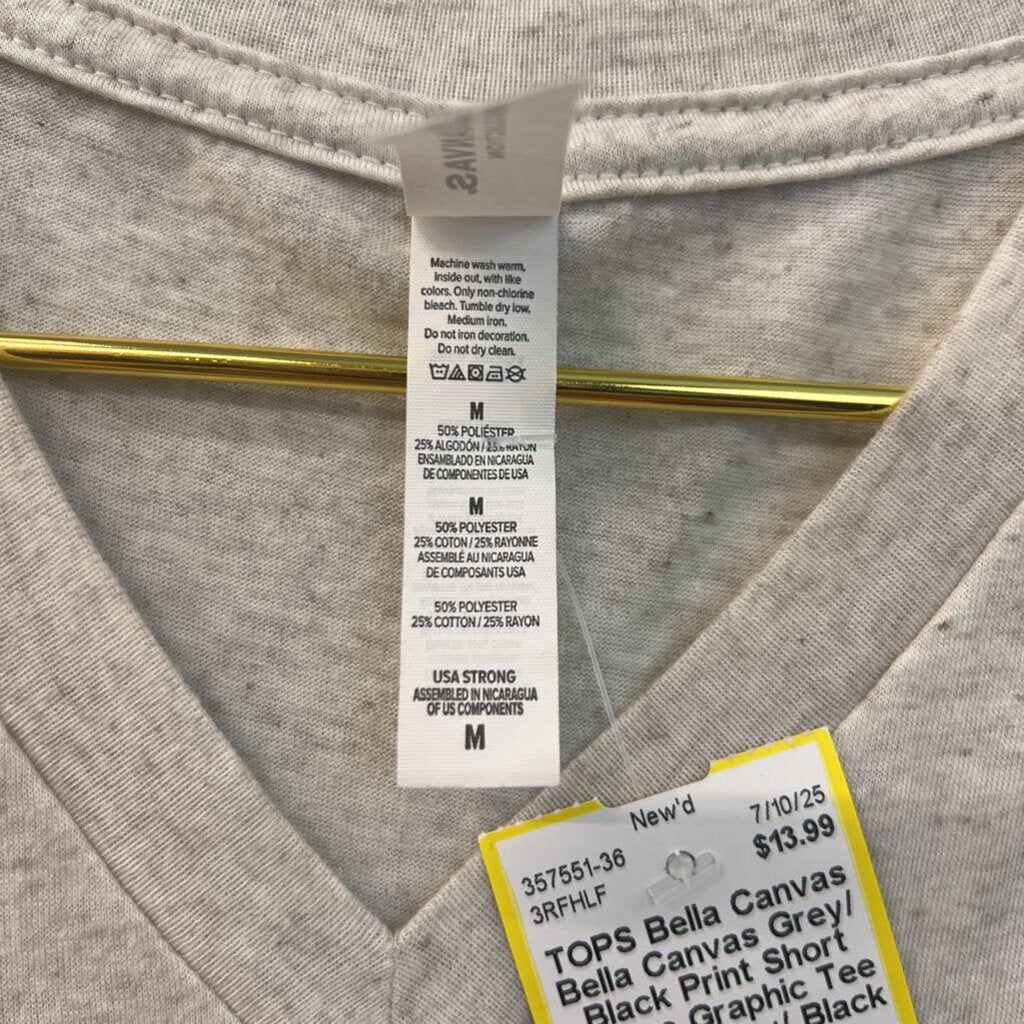 Machine wash warm,
Inside out, with like
colors. Only non-chlorine
bleach. Tumble dry low.
Medium iron.
Do not iron decoration.
Do not dry clean.
M
50% POLIÉSTER
25% ALGODÓN / 25% RAYON
ENSAMBLADO EN NICARAGUA
DE COMPONENTES DE USA
M
50% POLYESTER
25% COTON / 25% RAYONNE
ASSEMBLÉ AU NICARAGUA
DE COMPOSANTS USA
50% POLYESTER
25% COTTON / 25% RAYON
USA STRONG
ASSEMBLED IN NICARAGUA
OF US COMPONENTS
M
New'd
7/10/25
357551-36
$13.99
3RFHLF
TOPS Bella Canvas
Bella Canvas Grey/
Black Print Short
Graphic Tee
Black